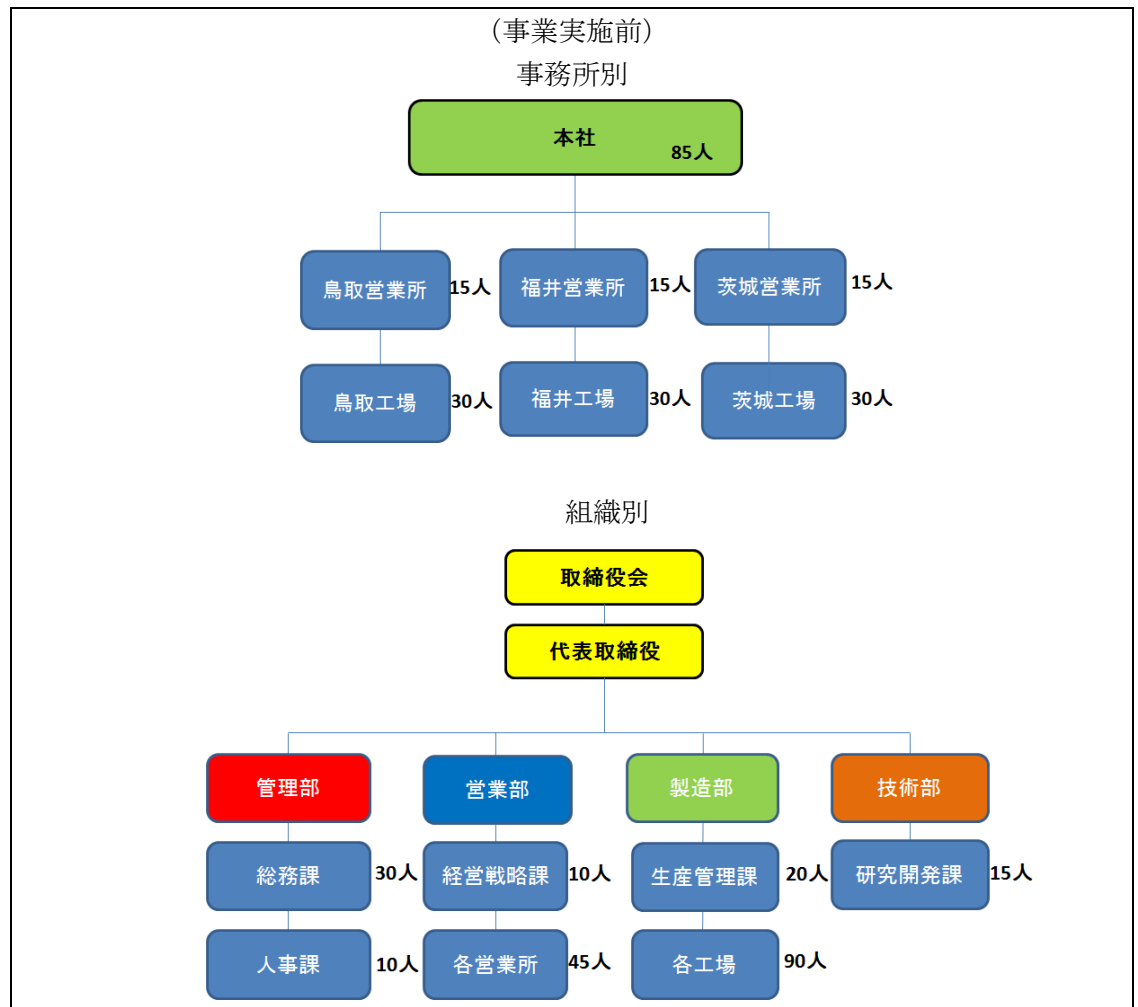 (事業実施前)
事務所別
本社
85人
鳥取営業所 15人 福井営業所 15人 茨城営業所 15人
鳥取工場 30人 福井工場 30人 茨城工場 30人
組織別
取締役会
代表取締役
管理部 営業部 製造部 技術部
総務課 30人 経営戦略課 10人 生産管理課 20人 研究開発課 15人
人事課 10人 各営業所 45人 各工場 90人